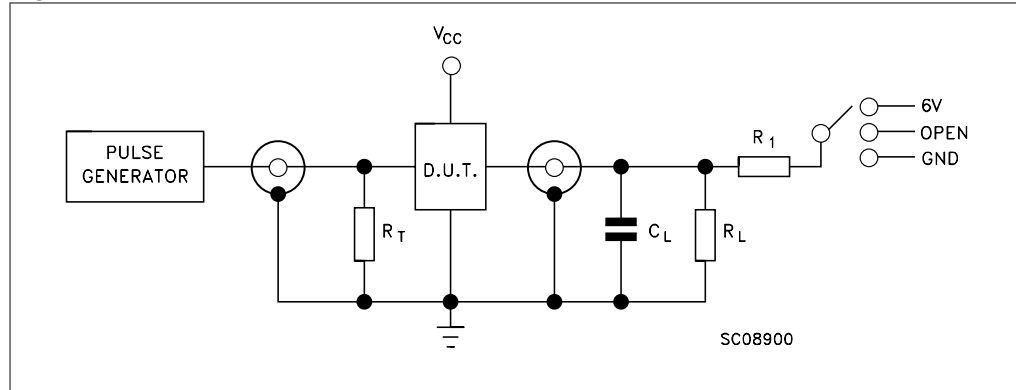 VCC
PULSE
GENERATOR
RT
D.U.T.
CL
RL
R1
6V
OPEN
GND
SC08900